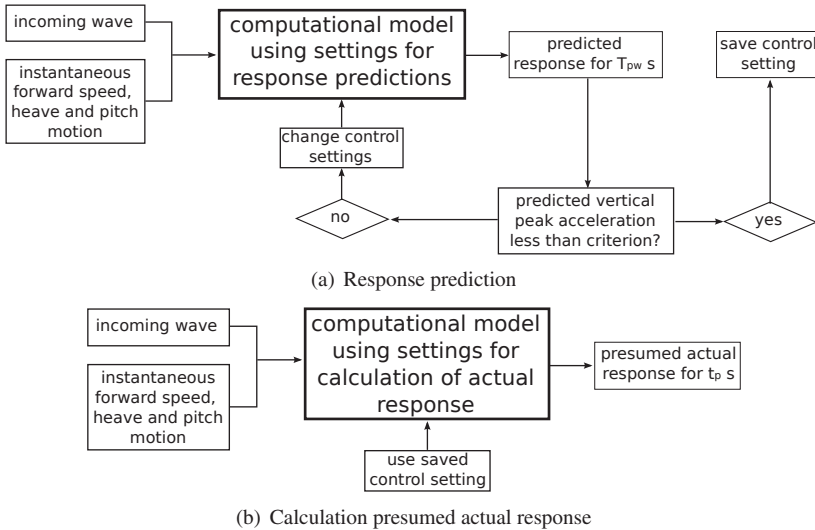 incoming wave
instantaneous
forward speed,
heave and pitch
motion
computational model
using settings for
response predictions
predicted
response for Tpw s
save control
setting
change control
settings
no
predicted vertical
peak acceleration
less than criterion?
yes
(a) Response prediction
incoming wave
instantaneous
forward speed,
heave and pitch
motion
computational model
using settings for
calculation of actual
response
presumed actual
response for tp s
use saved
control setting
(b) Calculation presumed actual response